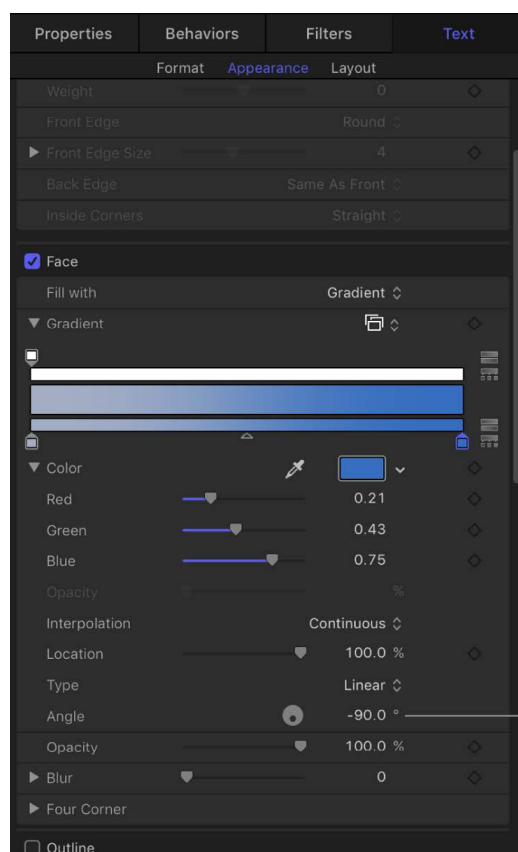 Properties Behaviors Filters Text
Format Appearance Layout
Weight 0
Front Edge Round
Front Edge Size 4
Back Edge Same As Front
Inside Corners Straight
Face
Fill with Gradient
Gradient
Color
Red 0.21
Green 0.43
Blue 0.75
Opacity %
Interpolation Continuous
Location 100.0 %
Type Linear
Angle -90.0 °
Opacity 100.0 %
Blur 0
Four Corner
Outline